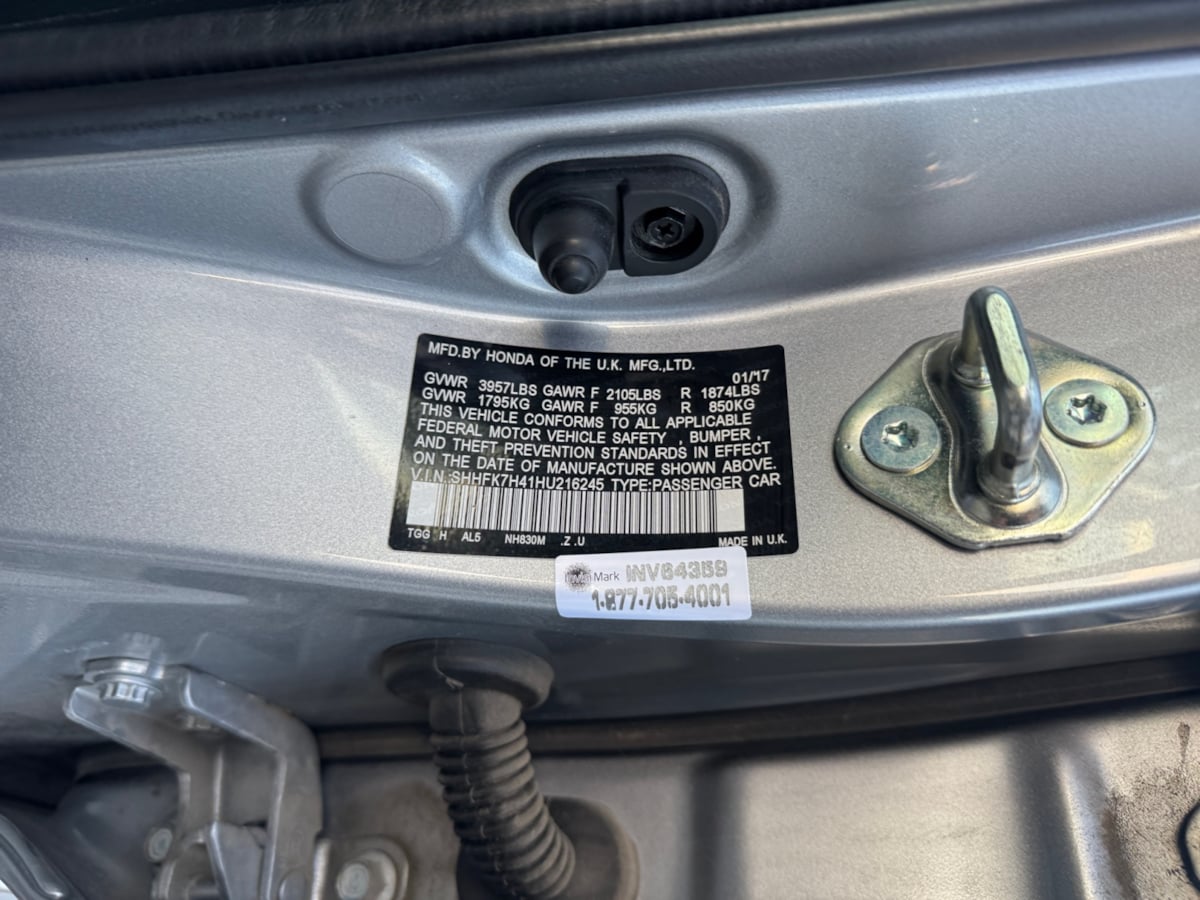 MFD.BY HONDA OF THE U.K. MFG.,LTD.
01/17
GVWR 3957LBS GAWR F 2105LBS R 1874LBS
GVWR 1795KG GAWR F 955KG R 850KG
THIS VEHICLE CONFORMS TO ALL APPLICABLE
FEDERAL MOTOR VEHICLE SAFETY , BUMPER ,
AND THEFT PREVENTION STANDARDS IN EFFECT
ON THE DATE OF MANUFACTURE SHOWN ABOVE.
V.I.N.:SHHFK7H41HU216245 TYPE:PASSENGER CAR
TGG H AL5 NH830M .Z .U MADE IN U.K.
Mark INV64359
1-877-705-4001